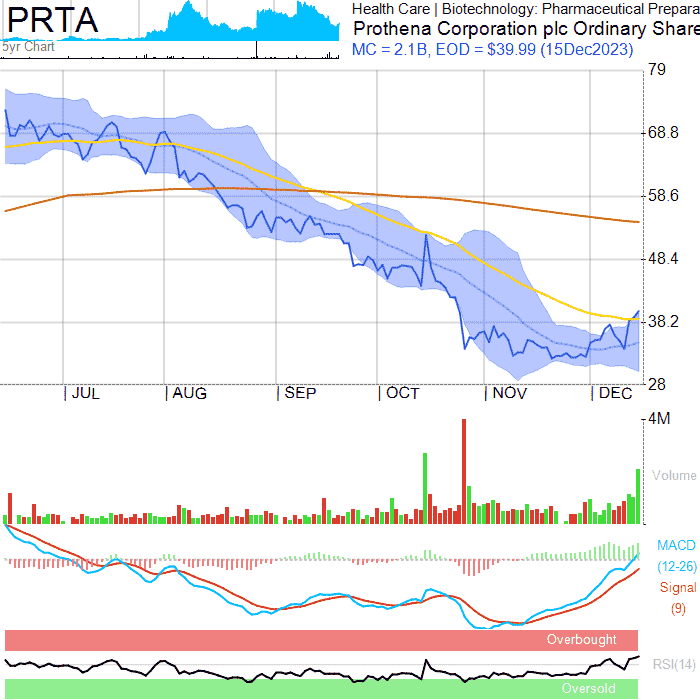 PRTA
Health Care | Biotechnology: Pharmaceutical Prepara
Prothena Corporation plc Ordinary Share
MC = 2.1B, EOD = $39.99 (15Dec2023)
5yr Chart
79
68.8
58.6
48.4
38.2
28
| JUL
| AUG
| SEP
| OCT
| NOV
| DEC
4M
Volume
MACD
(12-26)
Signal
(9)
Overbought
RSI(14)
Oversold